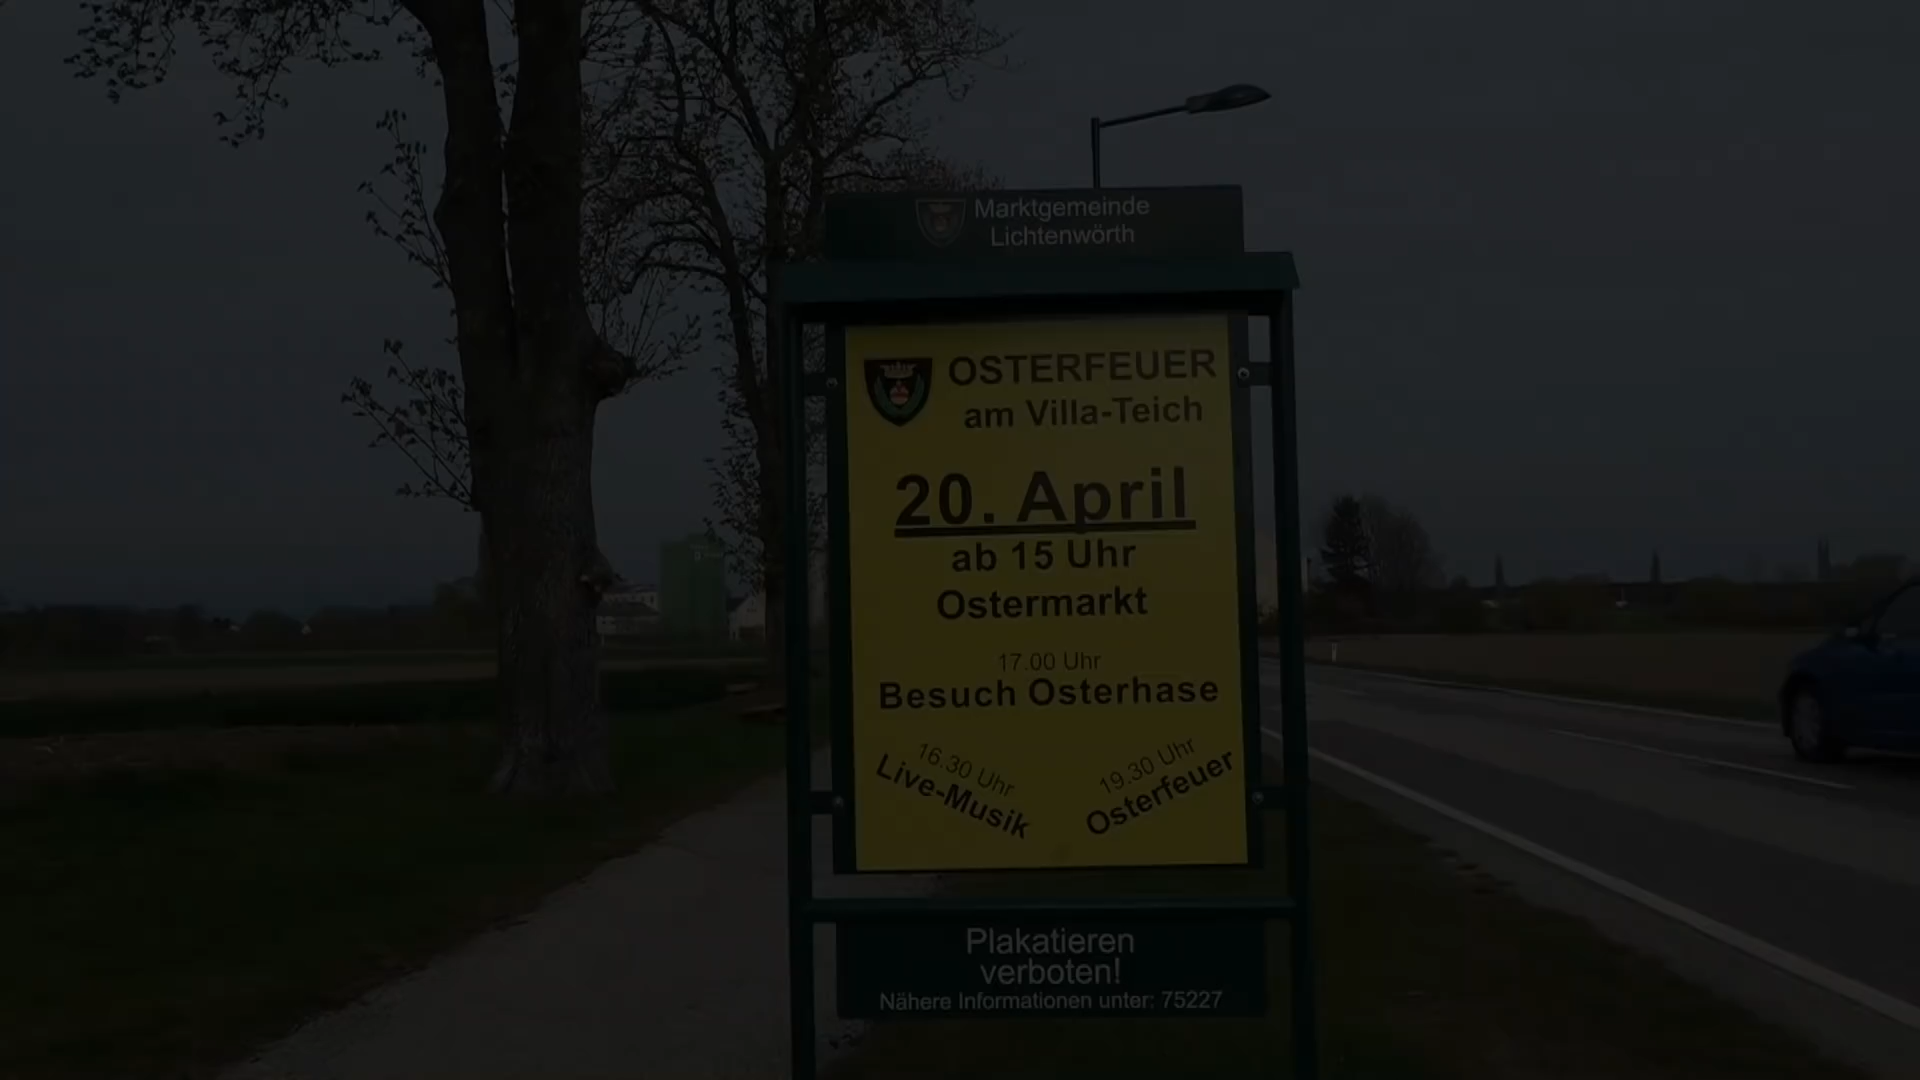 Marktgemeinde
Lichtenwörth
OSTERFEUER
am Villa-Teich
20. April
ab 15 Uhr
Ostermarkt
17.00 Uhr
Besuch Osterhase
16.30 Uhr
Live-Musik
19.30 Uhr
Osterfeuer
Plakatieren
verboten!
Nähere Informationen unter: 75227